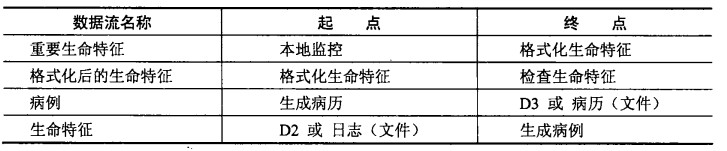 数据流名称 起 点 终 点
重要生命特征 本地监控 格式化生命特征
格式化后的生命特征 格式化生命特征 检查生命特征
病例 生成病历 D3 或 病历（文件）
生命特征 D2 或 日志（文件） 生成病例